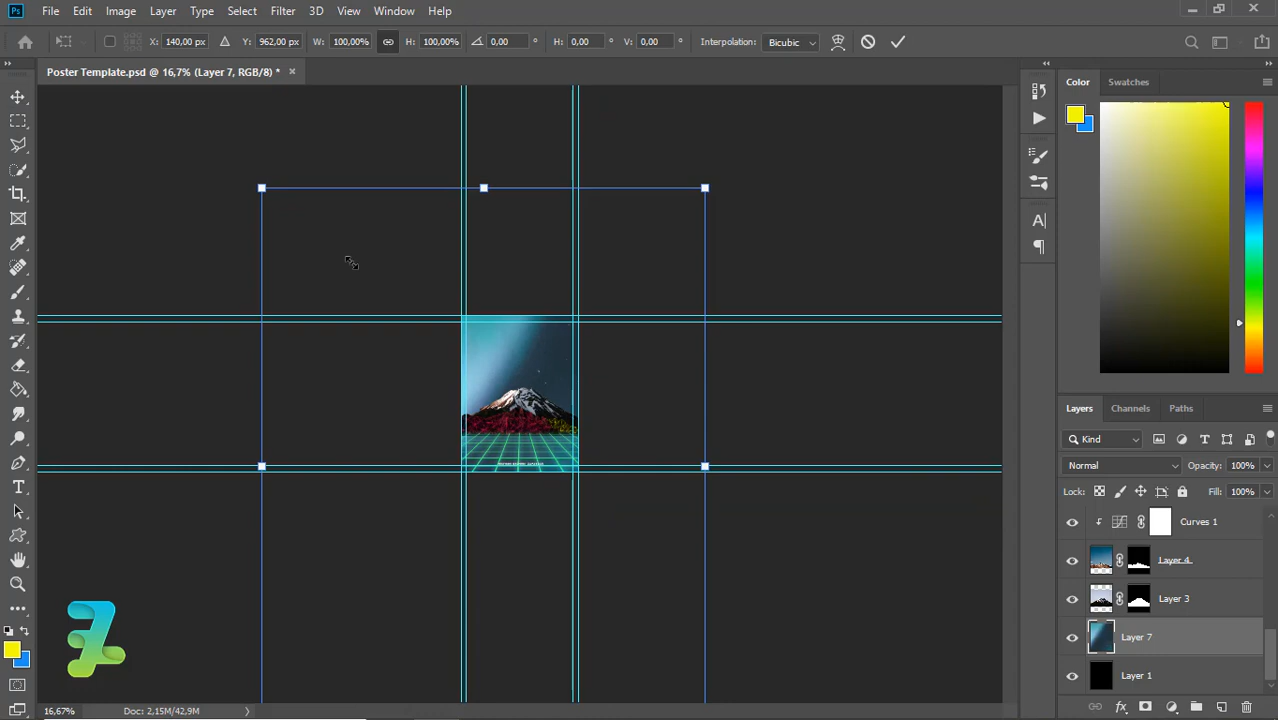 Ps File Edit Image Layer Type Select Filter 3D View Window Help
X: 140,00 px Y: 962,00 px W: 100,00% H: 100,00% 0,00 ° H: 0,00 ° V: 0,00 ° Interpolation: Bicubic
Poster Template.psd @ 16,7% (Layer 7, RGB/8) * ×
Color Swatches
Layers Channels Paths
Kind
Normal Opacity: 100%
Lock: Fill: 100%
Curves 1
Layer 4
Layer 3
Layer 7
Layer 1
16,67% Doc: 2,15M/42,9M